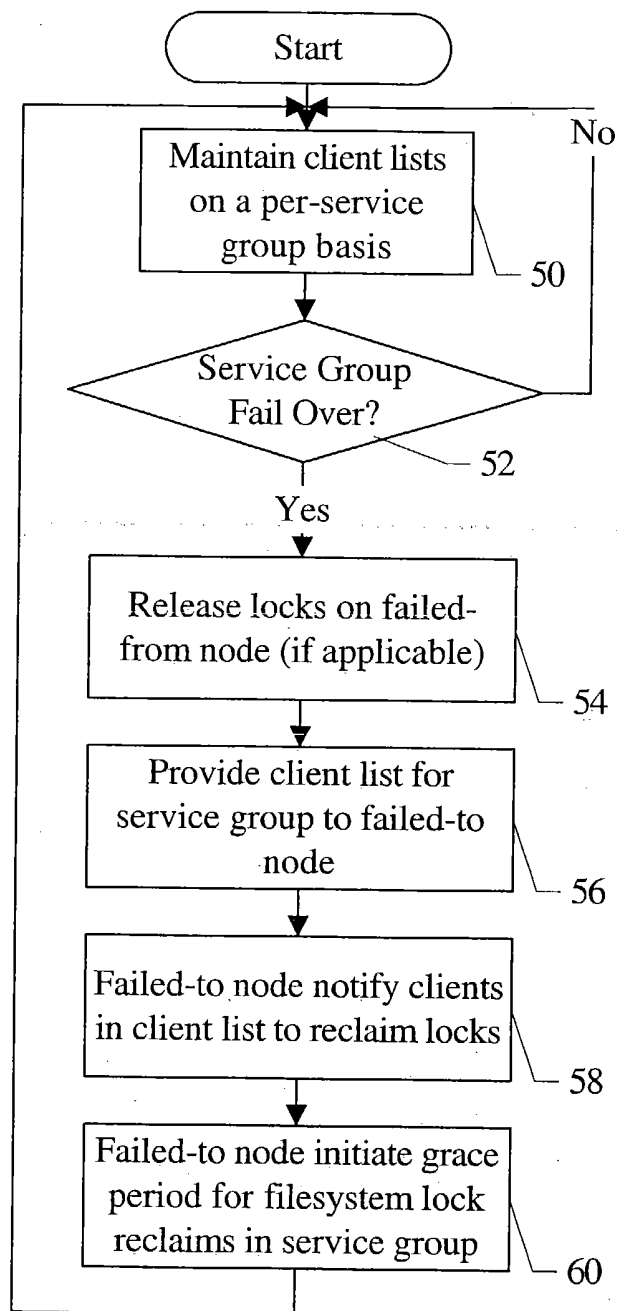 Start
No
Maintain client lists
on a per-service
group basis
50
Service Group
Fail Over?
52
Yes
Release locks on failed-
from node (if applicable)
54
Provide client list for
service group to failed-to
node
56
Failed-to node notify clients
in client list to reclaim locks
58
Failed-to node initiate grace
period for filesystem lock
reclaims in service group
60